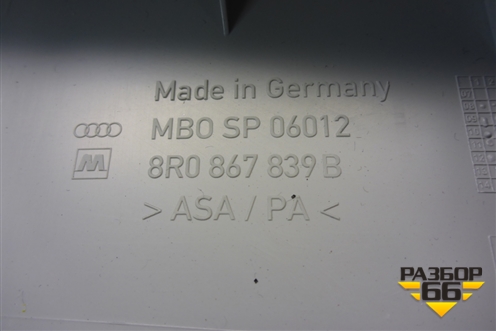 Made in Germany
MBO SP 06012
M
8R0 867 839 B
> ASA / PA <
РАЗБОР
66